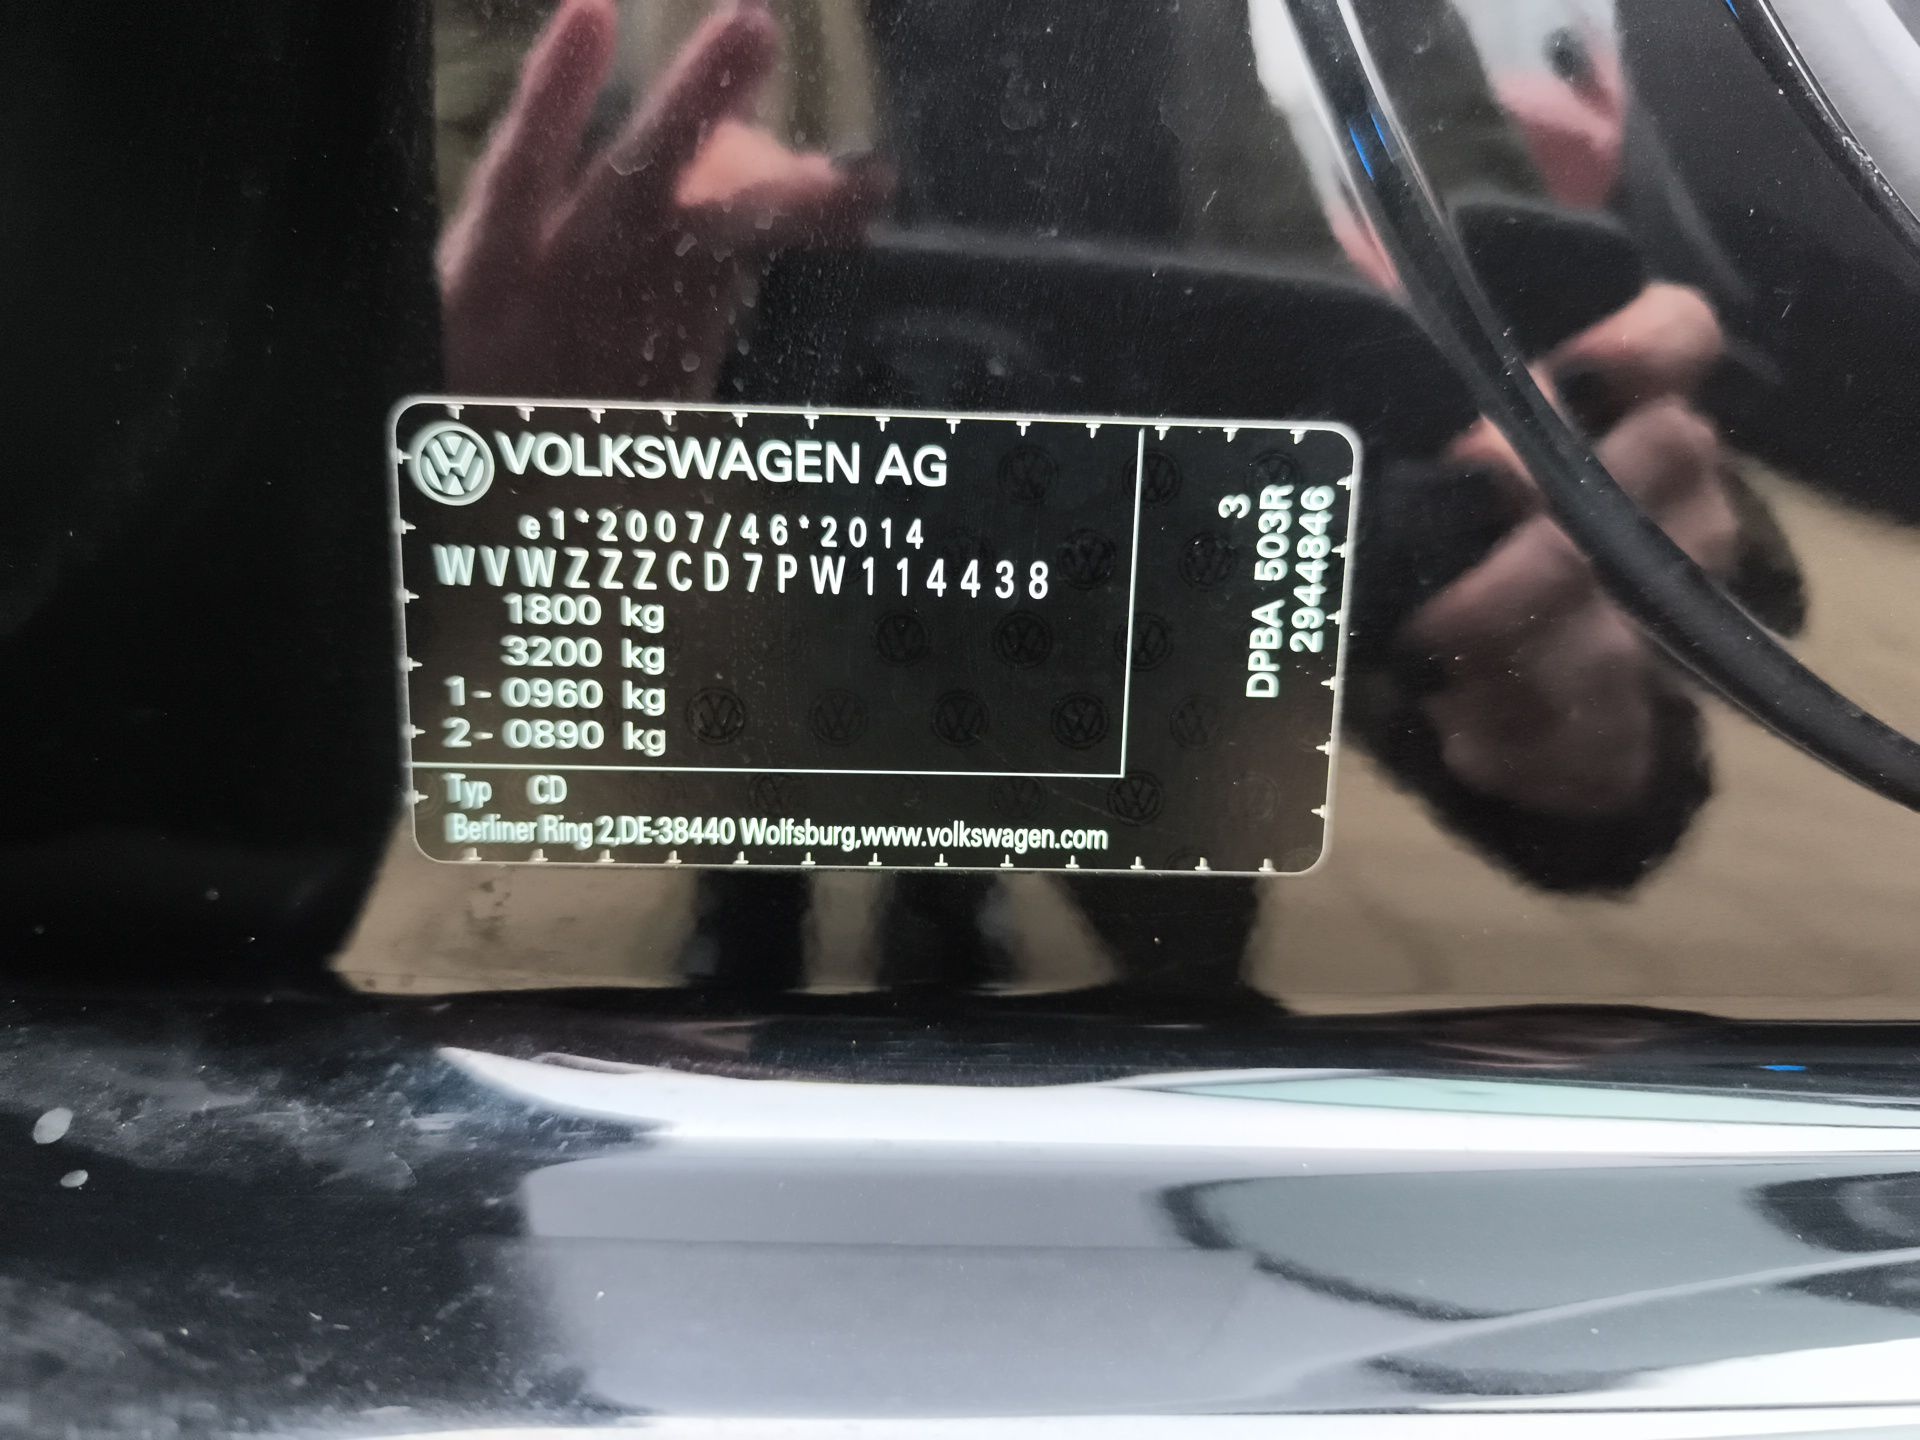 VOLKSWAGEN AG
e1*2007/46*2014
WVWZZZCD7PW114438
1800 kg
3200 kg
1- 0960 kg
2- 0890 kg
Typ CD
Berliner Ring 2,DE-38440 Wolfsburg,www.volkswagen.com
3
DPBA 503R
2944846